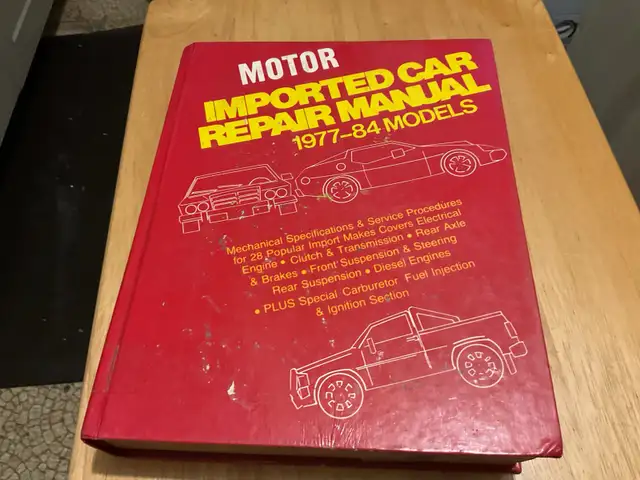 MOTOR
IMPORTED CAR
REPAIR MANUAL
1977-84 MODELS
Mechanical Specifications & Service Procedures
for 28 Popular Import Makes Covers Electrical
Engine • Clutch & Transmission • Rear Axle
& Brakes • Front Suspension & Steering
Rear Suspension • Diesel Engines
• PLUS Special Carburetor Fuel Injection
& Ignition Section